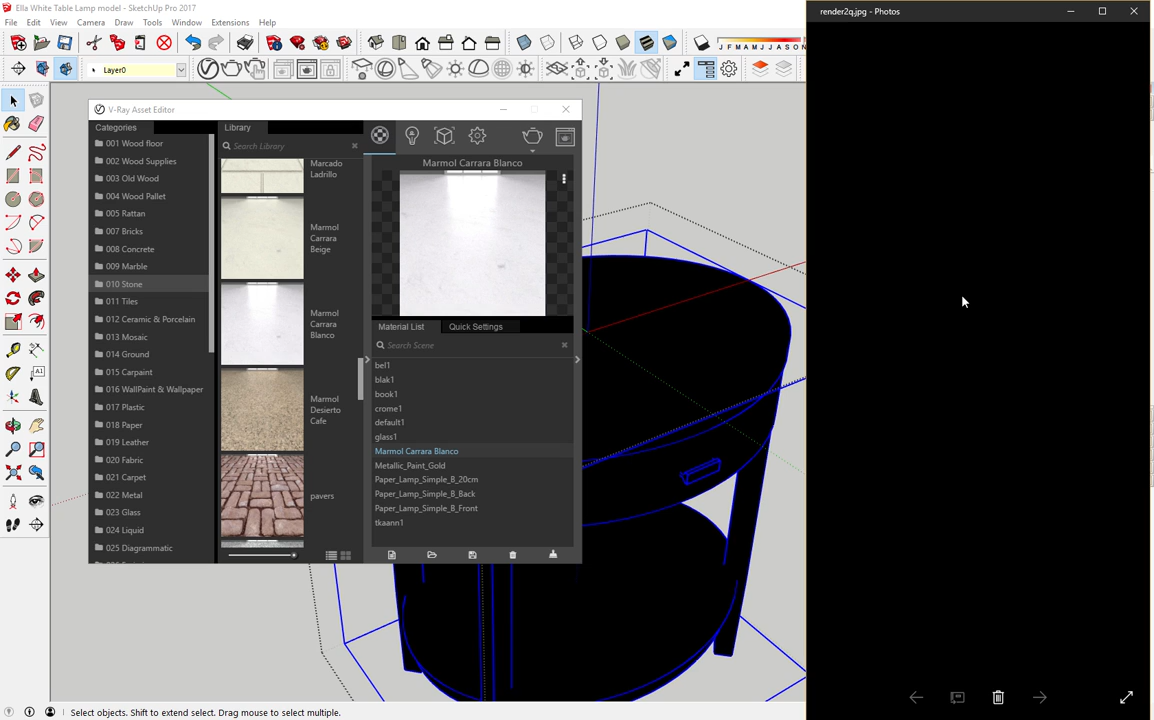 Ella White Table Lamp model - SketchUp Pro 2017
File Edit View Camera Draw Tools Window Extensions Help
J F M A M J J A S O N
Layer0
A1
V-Ray Asset Editor
Categories
001 Wood floor
002 Wood Supplies
003 Old Wood
004 Wood Pallet
005 Rattan
007 Bricks
008 Concrete
009 Marble
010 Stone
011 Tiles
012 Ceramic & Porcelain
013 Mosaic
014 Ground
015 Carpaint
016 WallPaint & Wallpaper
017 Plastic
018 Paper
019 Leather
020 Fabric
021 Carpet
022 Metal
023 Glass
024 Liquid
025 Diagrammatic
Library
Search Library
Marcado
Ladrillo
Marmol
Carrara
Beige
Marmol
Carrara
Blanco
Marmol
Desierto
Cafe
pavers
Marmol Carrara Blanco
Material List Quick Settings
Search Scene
bel1
blak1
book1
crome1
default1
glass1
Marmol Carrara Blanco
Metallic_Paint_Gold
Paper_Lamp_Simple_B_20cm
Paper_Lamp_Simple_B_Back
Paper_Lamp_Simple_B_Front
tkaann1
render2q.jpg - Photos
Select objects. Shift to extend select. Drag mouse to select multiple.